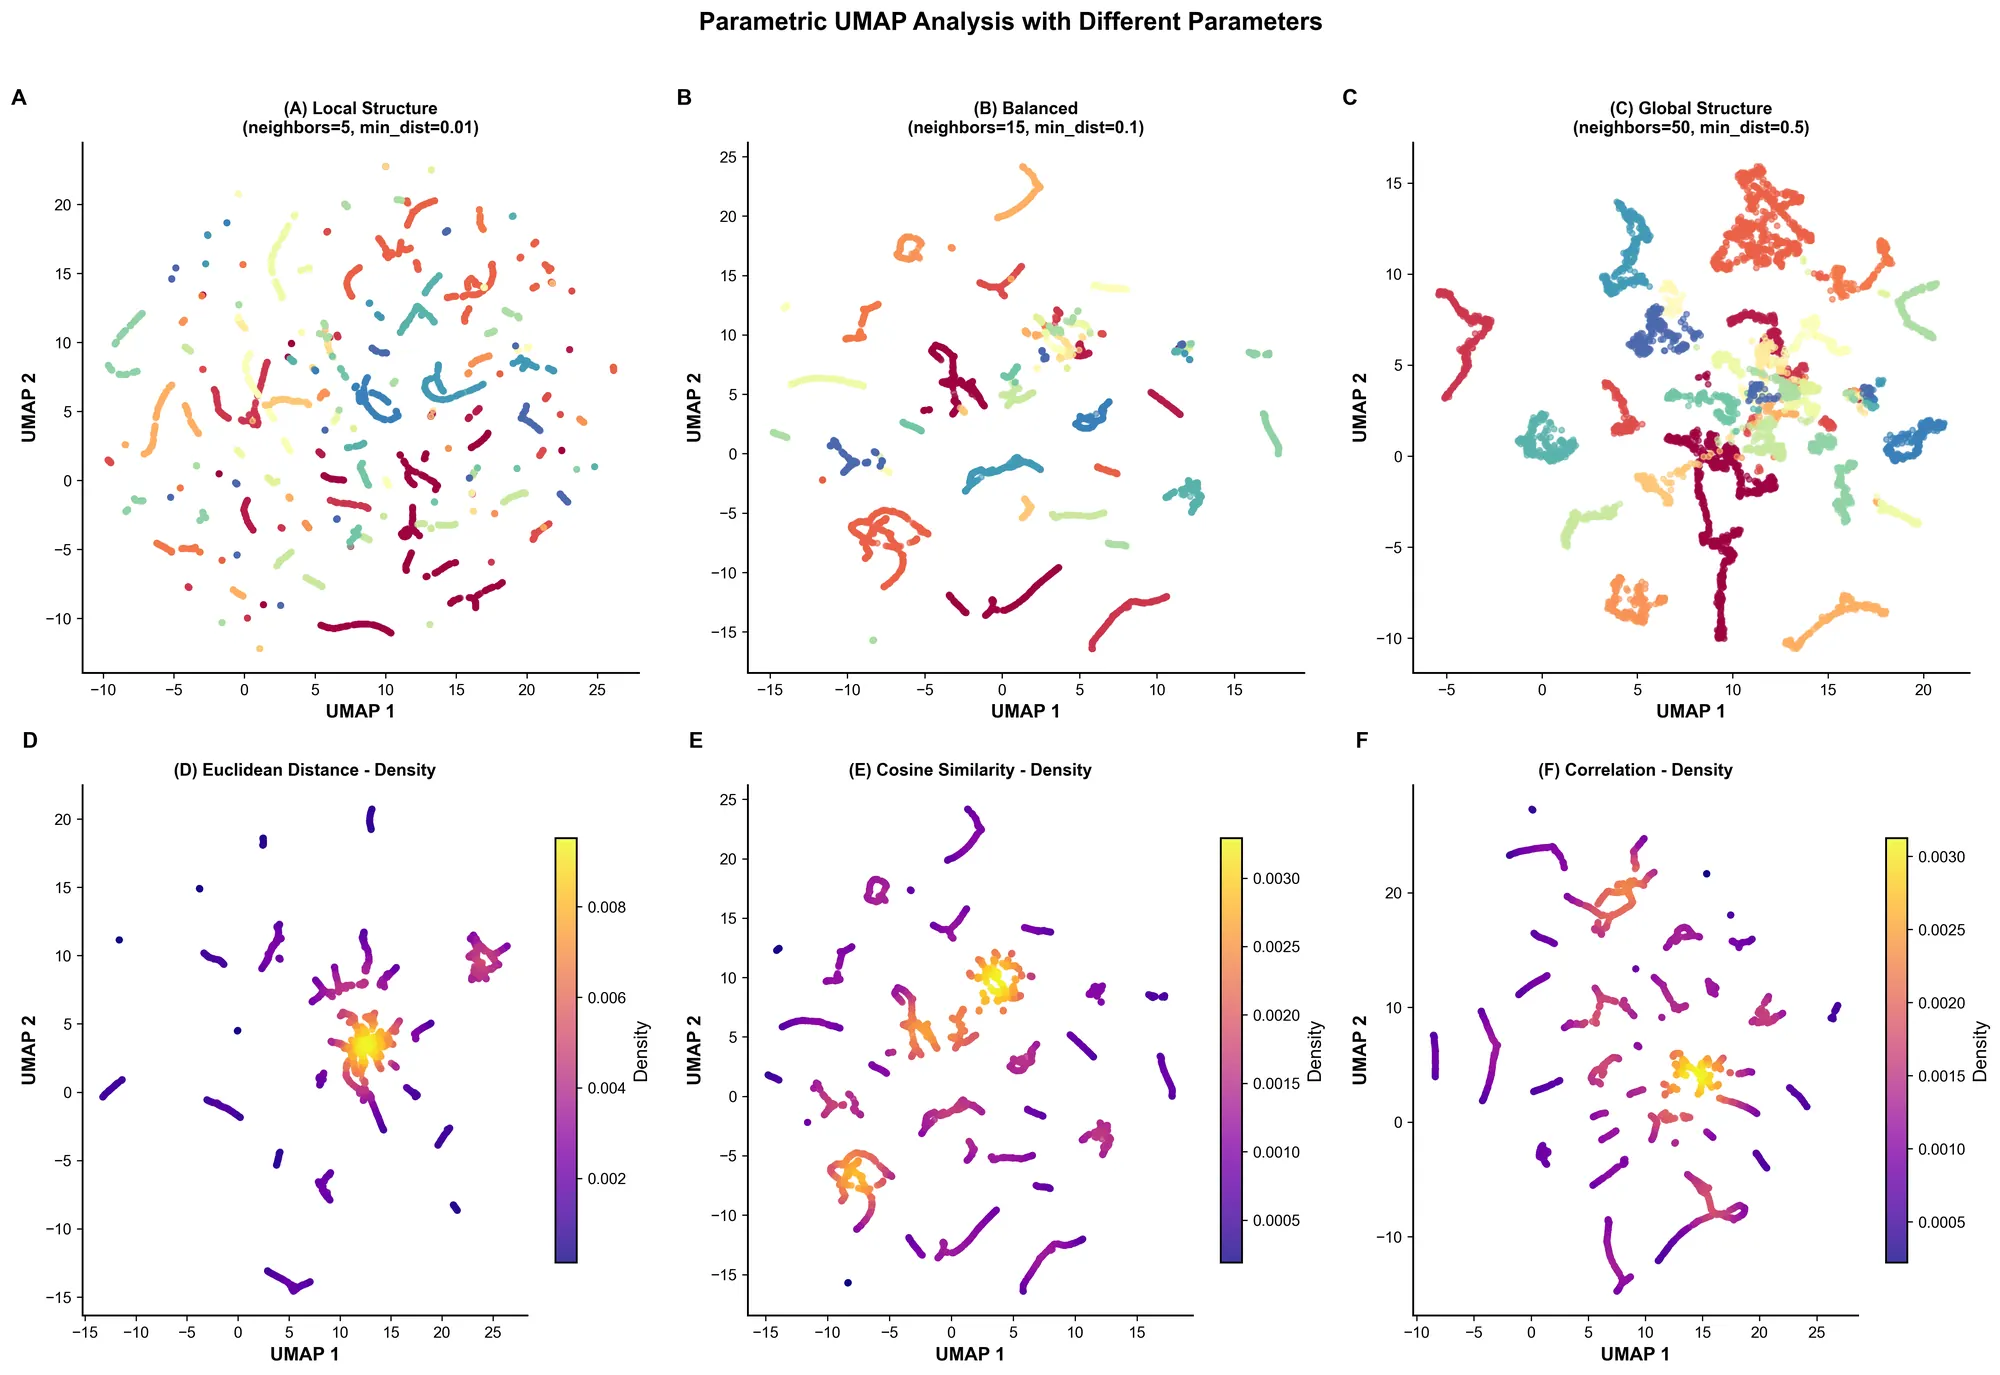 Parametric UMAP Analysis with Different Parameters
A
(A) Local Structure
(neighbors=5, min_dist=0.01)
UMAP 2
20
15
10
5
0
−5
−10
−10 −5 0 5 10 15 20 25
UMAP 1
B
(B) Balanced
(neighbors=15, min_dist=0.1)
UMAP 2
25
20
15
10
5
0
−5
−10
−15
−15 −10 −5 0 5 10 15
UMAP 1
C
(C) Global Structure
(neighbors=50, min_dist=0.5)
UMAP 2
15
10
5
0
−5
−10
−5 0 5 10 15 20
UMAP 1
D
(D) Euclidean Distance - Density
UMAP 2
20
15
10
5
0
−5
−10
−15
−15 −10 −5 0 5 10 15 20 25
UMAP 1
0.008
0.006
0.004
0.002
Density
E
(E) Cosine Similarity - Density
UMAP 2
25
20
15
10
5
0
−5
−10
−15
−15 −10 −5 0 5 10 15
UMAP 1
0.0030
0.0025
0.0020
0.0015
0.0010
0.0005
Density
F
(F) Correlation - Density
UMAP 2
20
10
0
−10
−10 −5 0 5 10 15 20 25
UMAP 1
0.0030
0.0025
0.0020
0.0015
0.0010
0.0005
Density